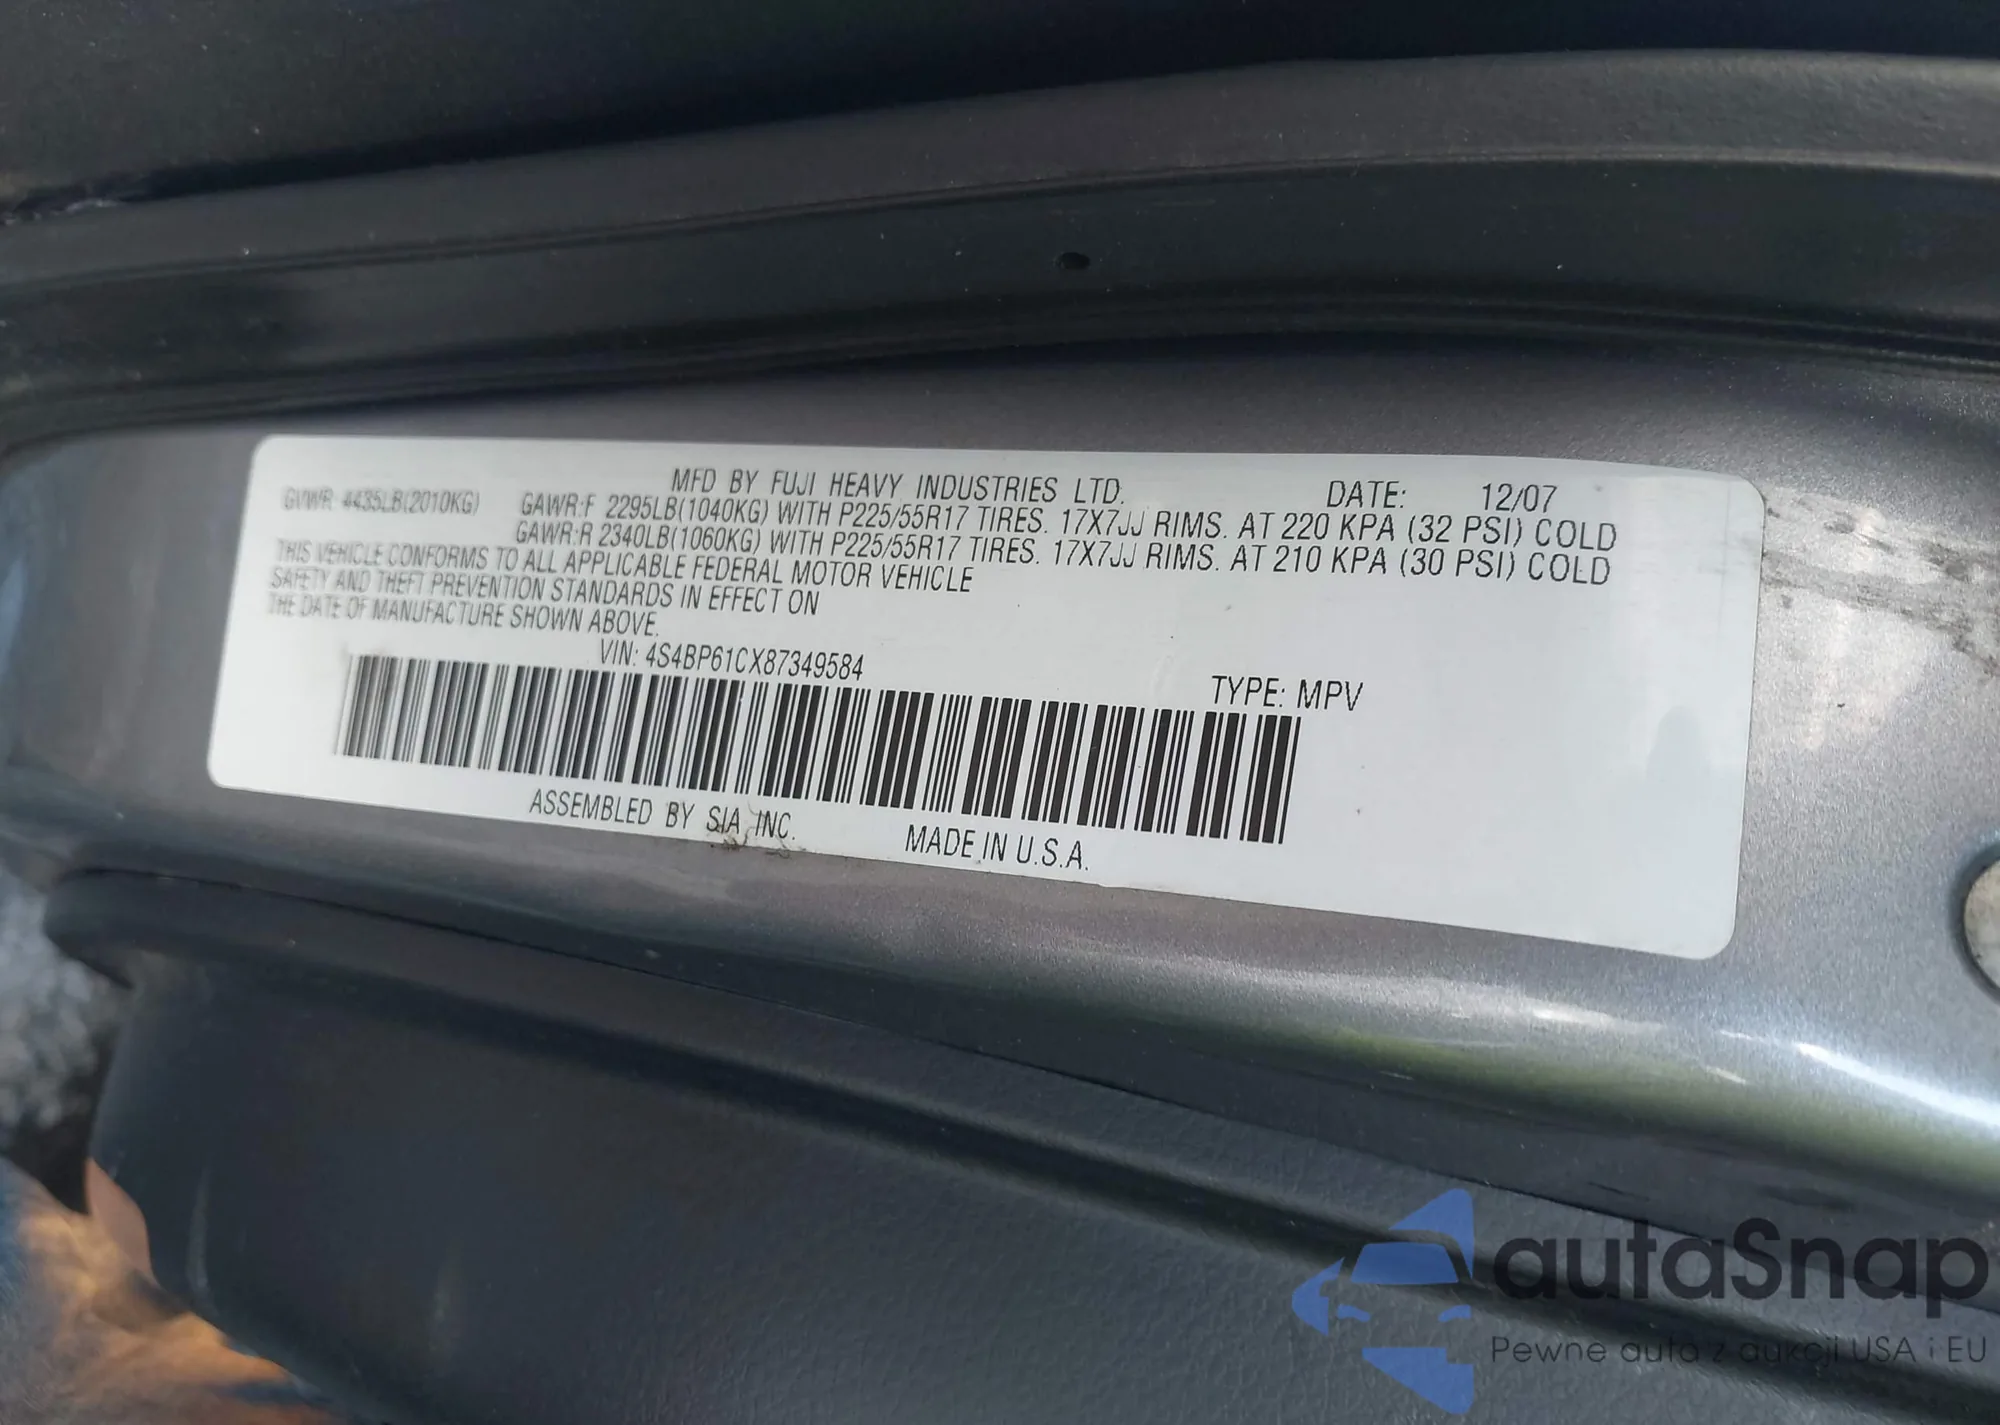 MFD BY FUJI HEAVY INDUSTRIES LTD. DATE: 12/07
GVWR 4435LB(2010KG) GAWR:F 2295LB(1040KG) WITH P225/55R17 TIRES. 17X7JJ RIMS. AT 220 KPA (32 PSI) COLD
GAWR:R 2340LB(1060KG) WITH P225/55R17 TIRES. 17X7JJ RIMS. AT 210 KPA (30 PSI) COLD
THIS VEHICLE CONFORMS TO ALL APPLICABLE FEDERAL MOTOR VEHICLE
SAFETY AND THEFT PREVENTION STANDARDS IN EFFECT ON
THE DATE OF MANUFACTURE SHOWN ABOVE.
VIN: 4S4BP61CX87349584
TYPE: MPV
ASSEMBLED BY SIA, INC. MADE IN U.S.A.
autaSnap
Pewne auta z aukcji USA i EU